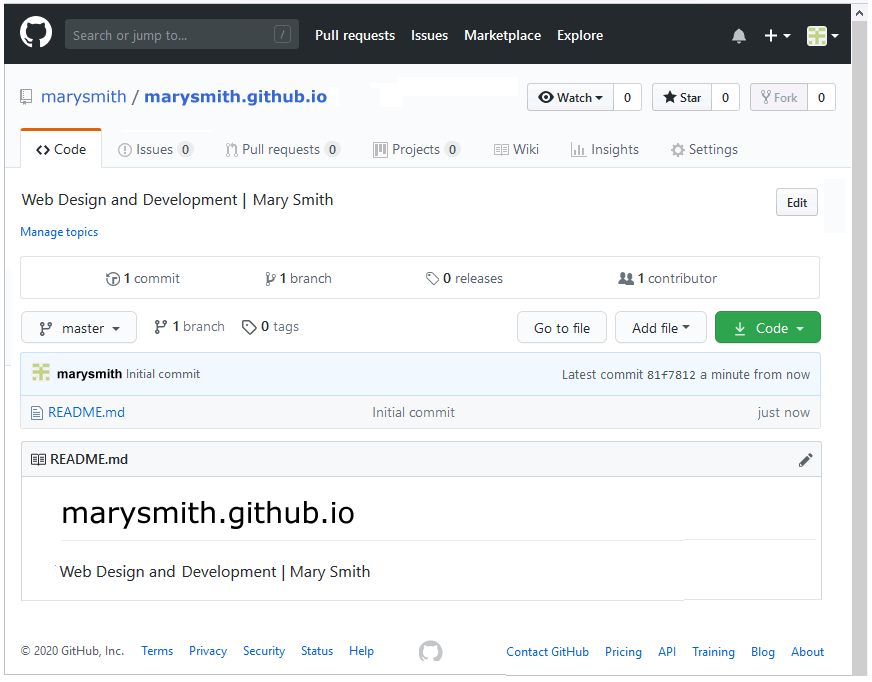 Search or jump to... / Pull requests Issues Marketplace Explore
marysmith / marysmith.github.io Watch 0 Star 0 Fork 0
Code Issues 0 Pull requests 0 Projects 0 Wiki Insights Settings
Web Design and Development | Mary Smith Edit
Manage topics
1 commit 1 branch 0 releases 1 contributor
master 1 branch 0 tags Go to file Add file Code
marysmith Initial commit Latest commit 81f7812 a minute from now
README.md Initial commit just now
README.md
marysmith.github.io
Web Design and Development | Mary Smith
© 2020 GitHub, Inc. Terms Privacy Security Status Help Contact GitHub Pricing API Training Blog About